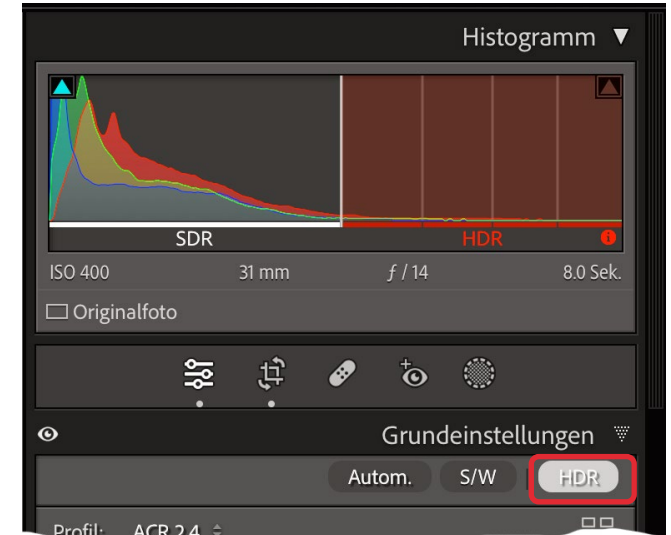 Histogramm
SDR HDR
ISO 400 31 mm ƒ / 14 8.0 Sek.
Originalfoto
Grundeinstellungen
Autom. S/W HDR
Profil: ACR 2.4